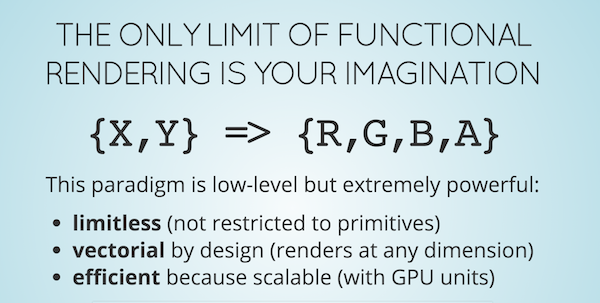 THE ONLY LIMIT OF FUNCTIONAL
RENDERING IS YOUR IMAGINATION
{X,Y} => {R,G,B,A}
This paradigm is low-level but extremely powerful:
• limitless (not restricted to primitives)
• vectorial by design (renders at any dimension)
• efficient because scalable (with GPU units)